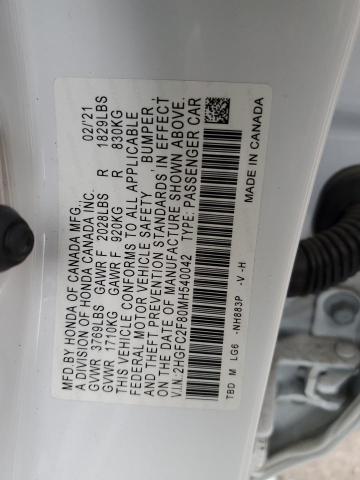 MFD.BY HONDA OF CANADA MFG. 02/21
A DIVISION OF HONDA CANADA INC.
GVWR 3769LBS GAWR F 2028LBS R 1829LBS
GVWR 1710KG GAWR F 920KG R 830KG
THIS VEHICLE CONFORMS TO ALL APPLICABLE
FEDERAL MOTOR VEHICLE SAFETY BUMPER,
AND THEFT PREVENTION STANDARDS IN EFFECT
ON THE DATE OF MANUFACTURE SHOWN ABOVE.
V.I.N:2HGFC2F80MH540042 TYPE: PASSENGER CAR
TBD M LG6 -NH883P -V -H
MADE IN CANADA